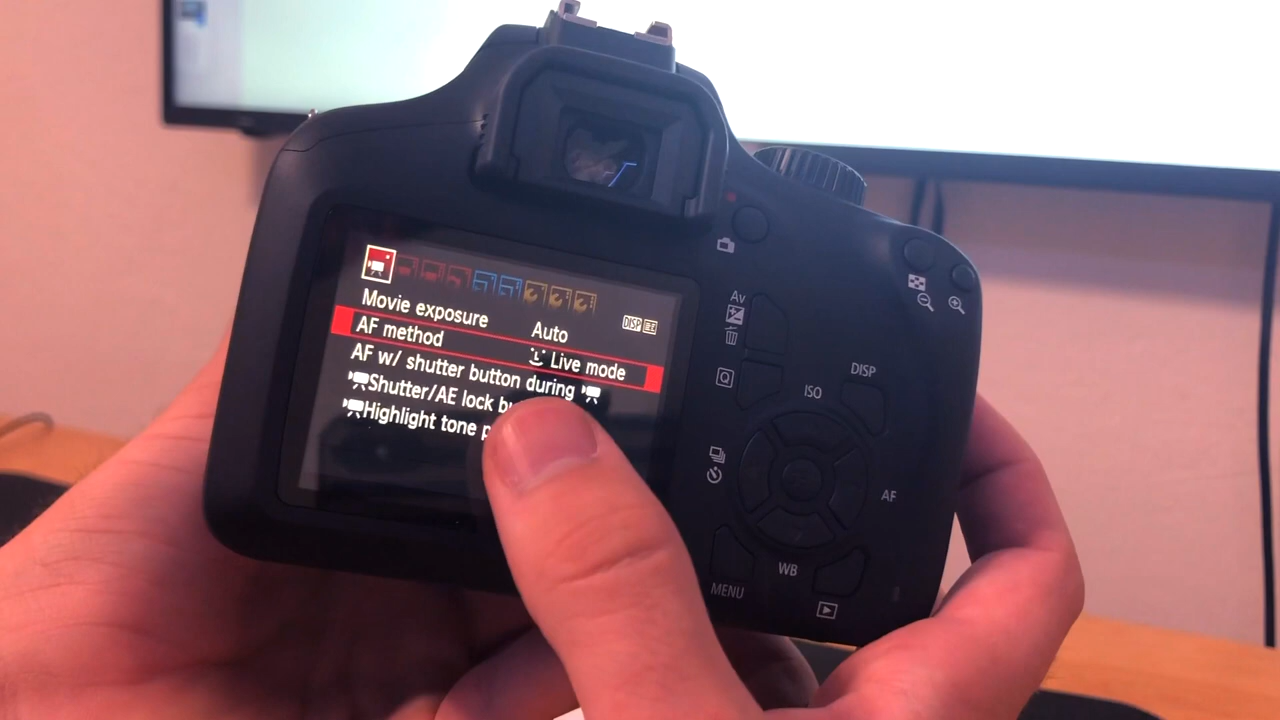 DISP
Movie exposure Auto
AF method Live mode
AF w/ shutter button during
Shutter/AE lock
Highlight tone
Av
Q
DISP
ISO
AF
WB
MENU